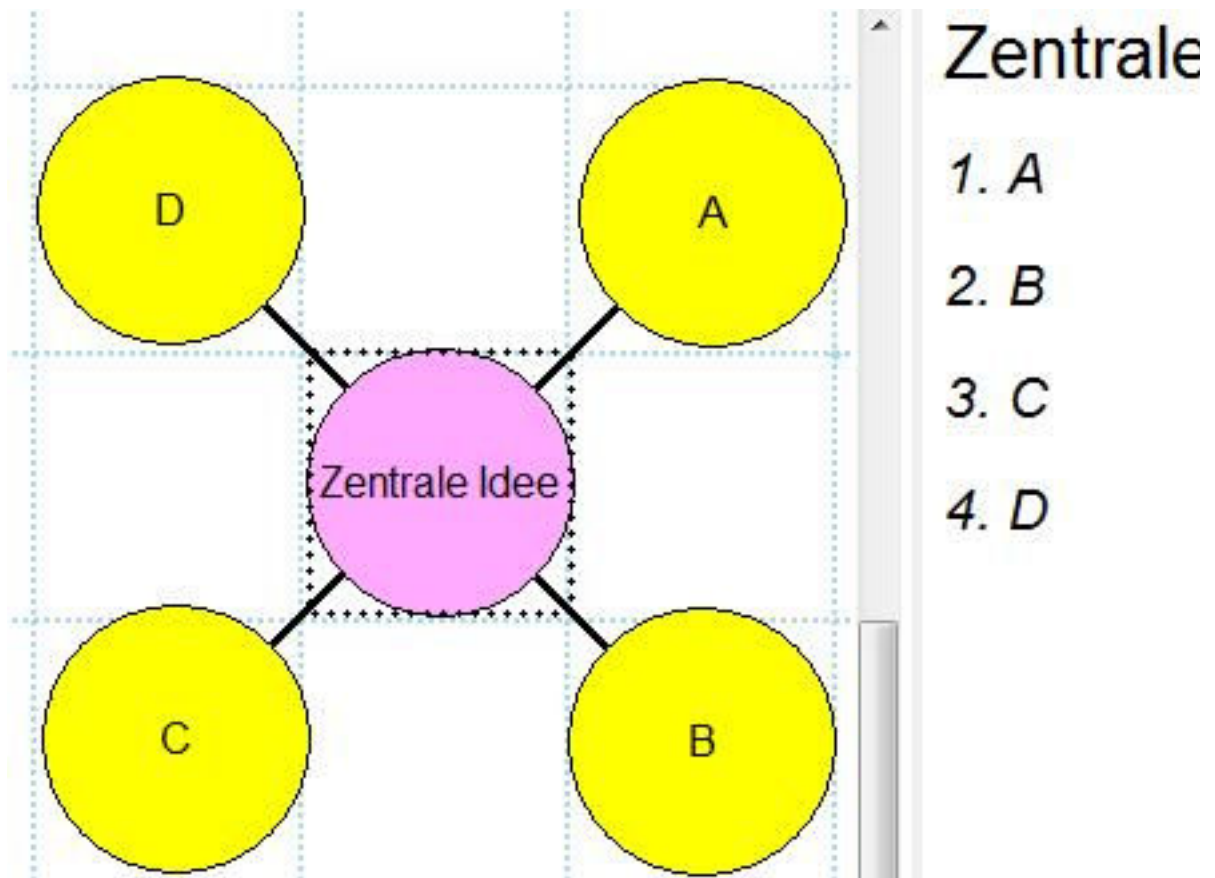 D
A
Zentrale Idee
C
B
Zentrale
1. A
2. B
3. C
4. D